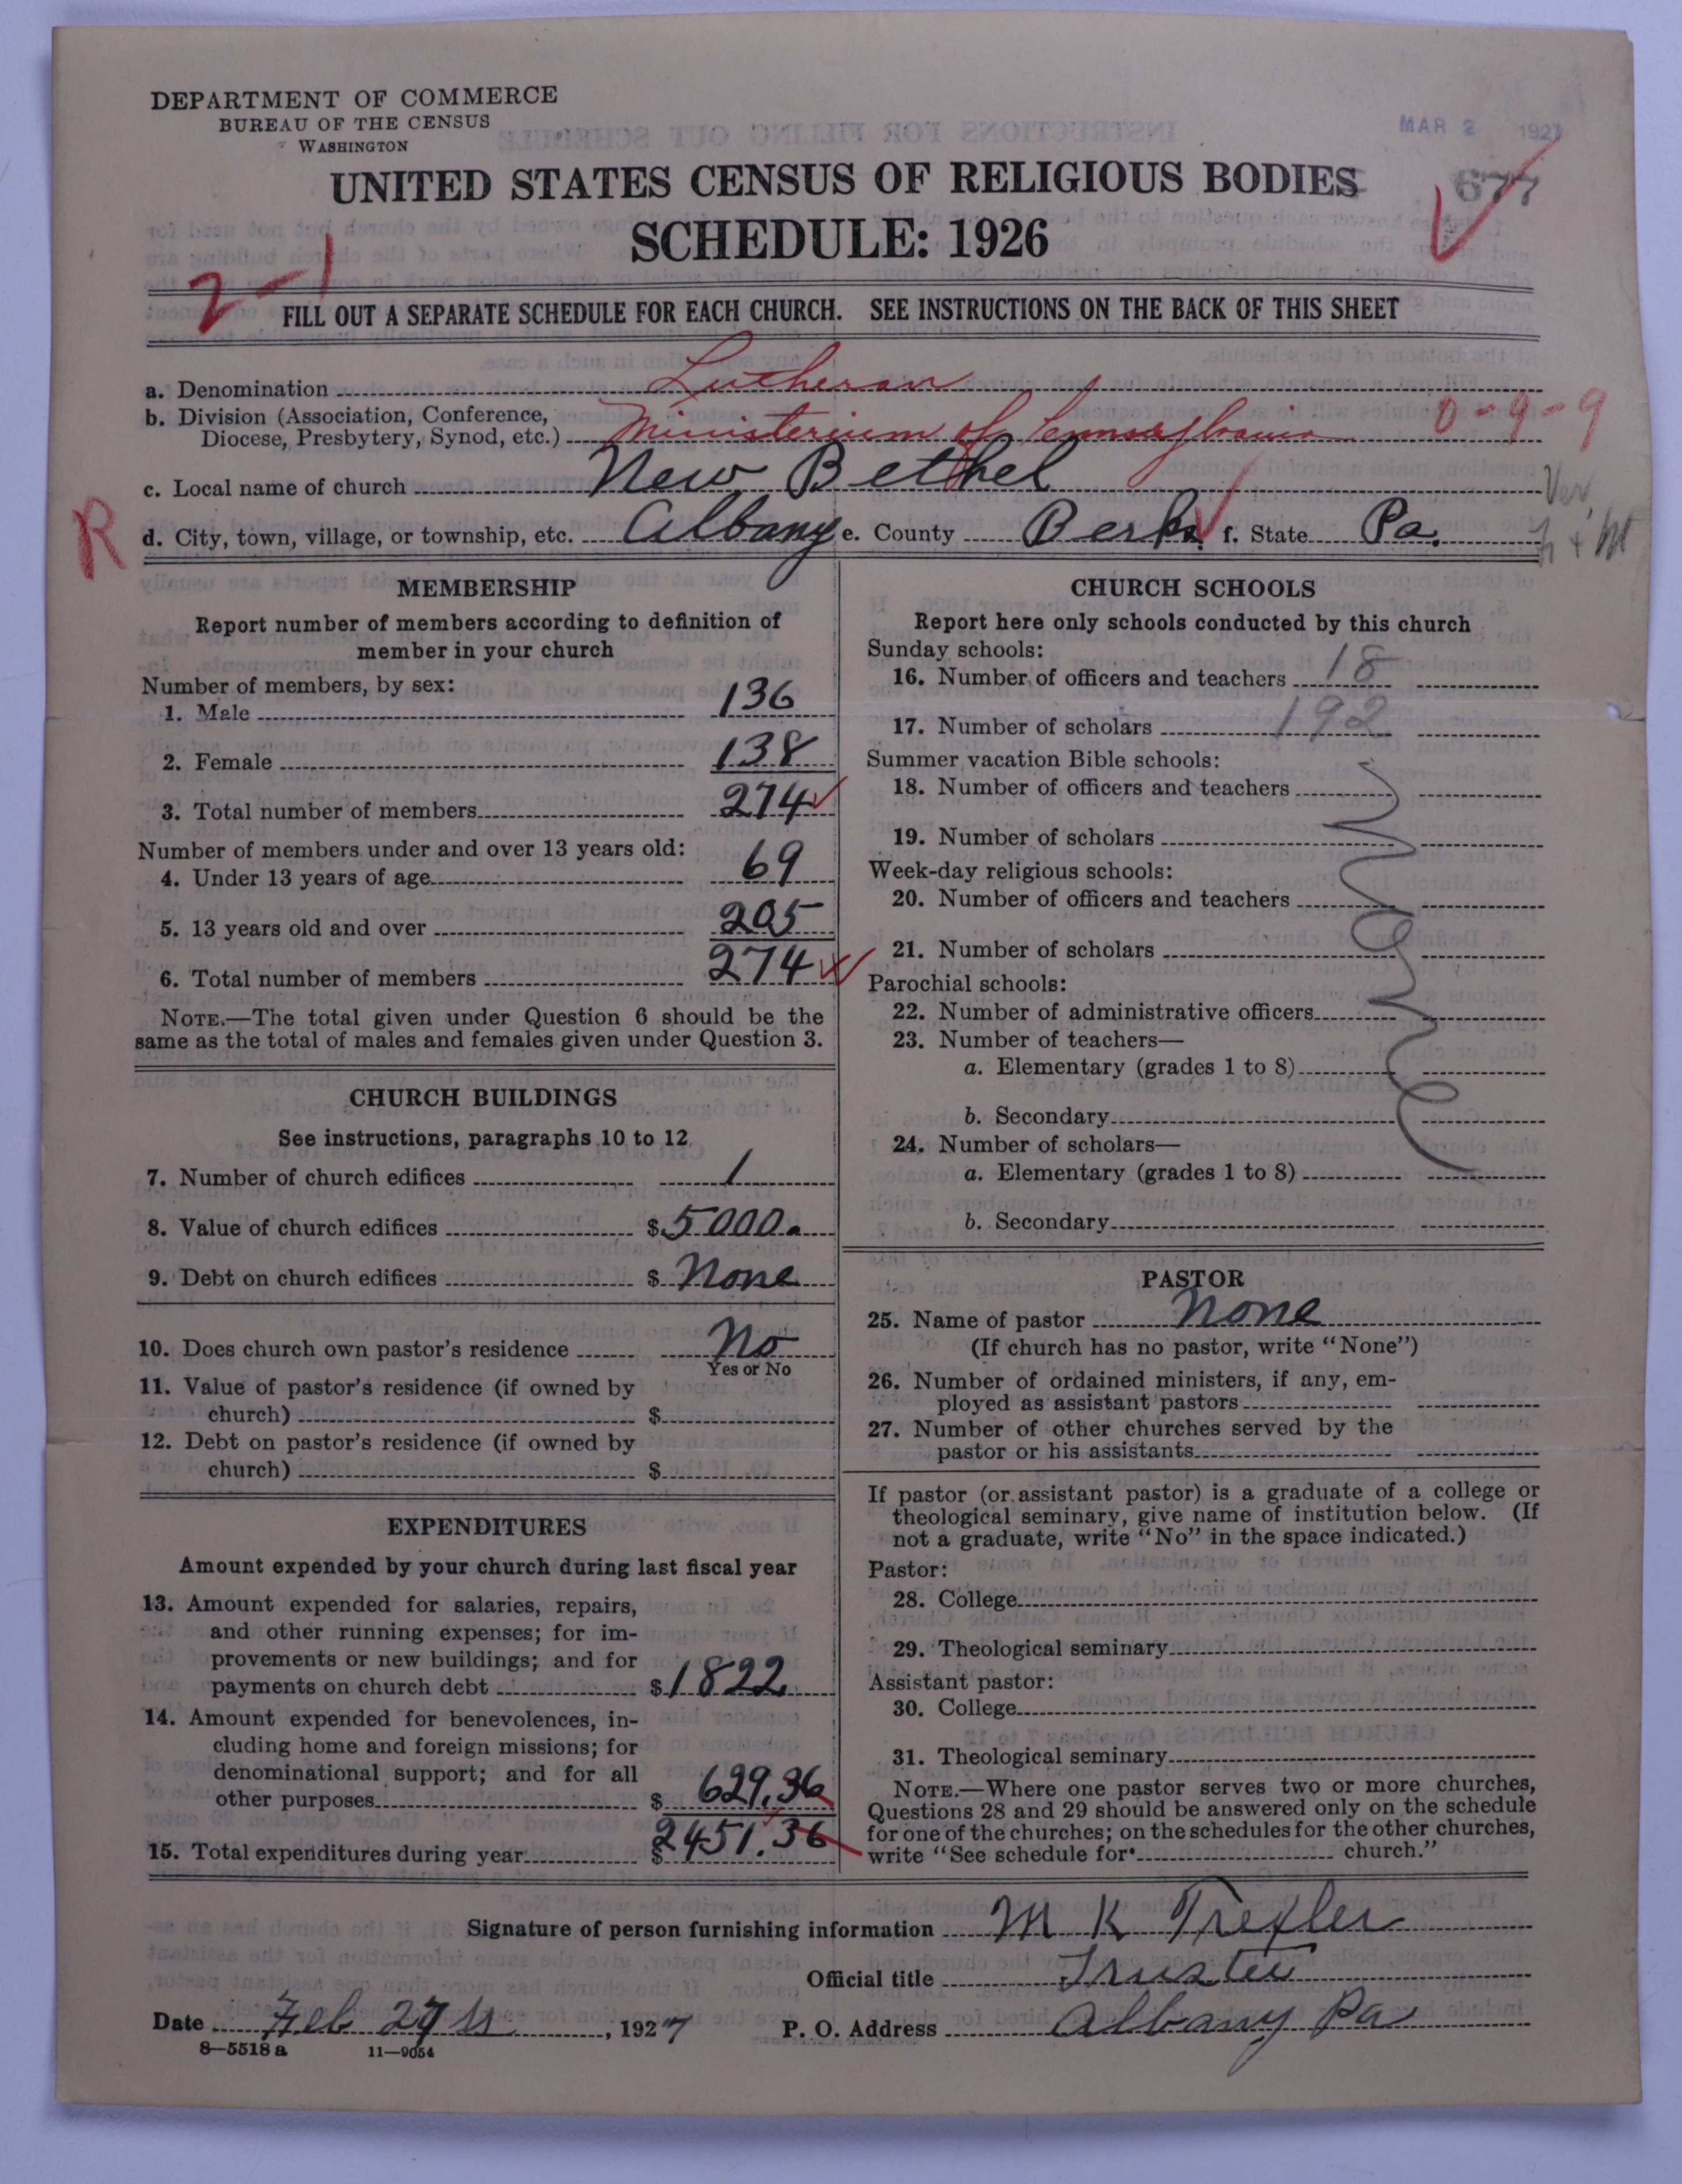 DEPARTMENT OF COMMERCE
BUREAU OF THE CENSUS
WASHINGTON
MAR 2 1927
UNITED STATES CENSUS OF RELIGIOUS BODIES
677
SCHEDULE: 1926
2-1
FILL OUT A SEPARATE SCHEDULE FOR EACH CHURCH. SEE INSTRUCTIONS ON THE BACK OF THIS SHEET
a. Denomination Lutheran
b. Division (Association, Conference,
Diocese, Presbytery, Synod, etc.) Ministerium of Pennsylvania 0-9-9
c. Local name of church New Bethel
R
d. City, town, village, or township, etc. Albany e. County Berks f. State Pa.
MEMBERSHIP
Report number of members according to definition of
member in your church
Number of members, by sex:
1. Male 136
2. Female 138
3. Total number of members 274
Number of members under and over 13 years old:
4. Under 13 years of age 69
5. 13 years old and over 205
6. Total number of members 274
NOTE.—The total given under Question 6 should be the
same as the total of males and females given under Question 3.
CHURCH BUILDINGS
See instructions, paragraphs 10 to 12
7. Number of church edifices 1
8. Value of church edifices $5000.
9. Debt on church edifices $ None
10. Does church own pastor's residence No
Yes or No
11. Value of pastor's residence (if owned by
church) $
12. Debt on pastor's residence (if owned by
church) $
EXPENDITURES
Amount expended by your church during last fiscal year
13. Amount expended for salaries, repairs,
and other running expenses; for im-
provements or new buildings; and for
payments on church debt $1822.
14. Amount expended for benevolences, in-
cluding home and foreign missions; for
denominational support; and for all
other purposes $ 629.36
15. Total expenditures during year $2451.36
CHURCH SCHOOLS
Report here only schools conducted by this church
Sunday schools:
16. Number of officers and teachers 18
17. Number of scholars 192
Summer vacation Bible schools:
18. Number of officers and teachers
19. Number of scholars
Week-day religious schools:
20. Number of officers and teachers
21. Number of scholars
Parochial schools:
22. Number of administrative officers
23. Number of teachers—
a. Elementary (grades 1 to 8)
b. Secondary
24. Number of scholars—
a. Elementary (grades 1 to 8)
b. Secondary
PASTOR
25. Name of pastor None
(If church has no pastor, write "None")
26. Number of ordained ministers, if any, em-
ployed as assistant pastors
27. Number of other churches served by the
pastor or his assistants
If pastor (or assistant pastor) is a graduate of a college or
theological seminary, give name of institution below. (If
not a graduate, write "No" in the space indicated.)
Pastor:
28. College
29. Theological seminary
Assistant pastor:
30. College
31. Theological seminary
NOTE.—Where one pastor serves two or more churches,
Questions 28 and 29 should be answered only on the schedule
for one of the churches; on the schedules for the other churches,
write "See schedule for church."
Signature of person furnishing information M K Trexler
Official title Trustee
Date Feb 27, 1927 P. O. Address Albany Pa
8—5518 a 11—9054